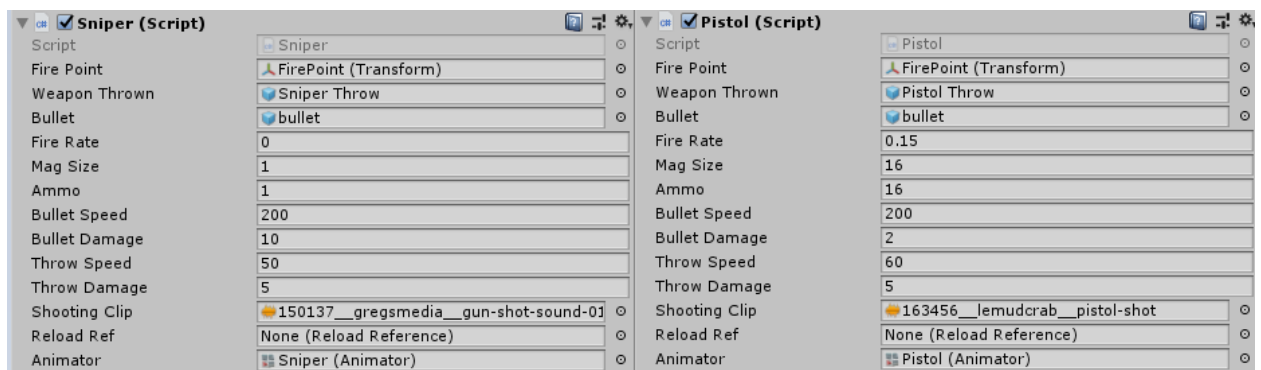 Sniper (Script)
Script Sniper
Fire Point FirePoint (Transform)
Weapon Thrown Sniper Throw
Bullet bullet
Fire Rate 0
Mag Size 1
Ammo 1
Bullet Speed 200
Bullet Damage 10
Throw Speed 50
Throw Damage 5
Shooting Clip 150137__gregsmedia__gun-shot-sound-01
Reload Ref None (Reload Reference)
Animator Sniper (Animator)
Pistol (Script)
Script Pistol
Fire Point FirePoint (Transform)
Weapon Thrown Pistol Throw
Bullet bullet
Fire Rate 0.15
Mag Size 16
Ammo 16
Bullet Speed 200
Bullet Damage 2
Throw Speed 60
Throw Damage 5
Shooting Clip 163456__lemudcrab__pistol-shot
Reload Ref None (Reload Reference)
Animator Pistol (Animator)